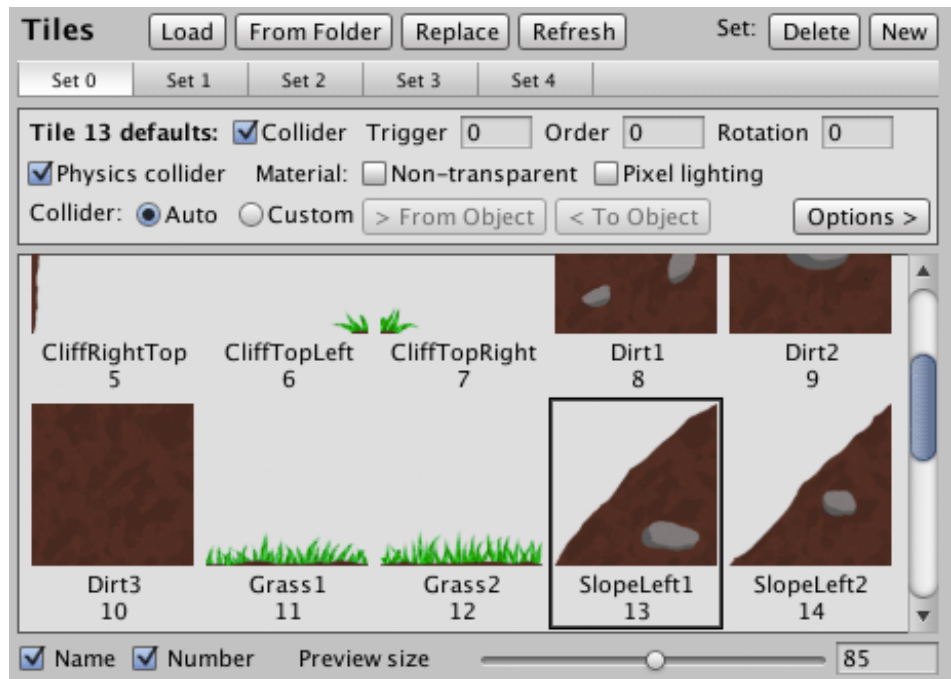 Tiles Load From Folder Replace Refresh Set: Delete New
Set 0 Set 1 Set 2 Set 3 Set 4
Tile 13 defaults: Collider Trigger 0 Order 0 Rotation 0
Physics collider Material: Non-transparent Pixel lighting
Collider: Auto Custom > From Object < To Object Options >
CliffRightTop CliffTopLeft CliffTopRight Dirt1 Dirt2
5 6 7 8 9
Dirt3 Grass1 Grass2 SlopeLeft1 SlopeLeft2
10 11 12 13 14
Name Number Preview size 85